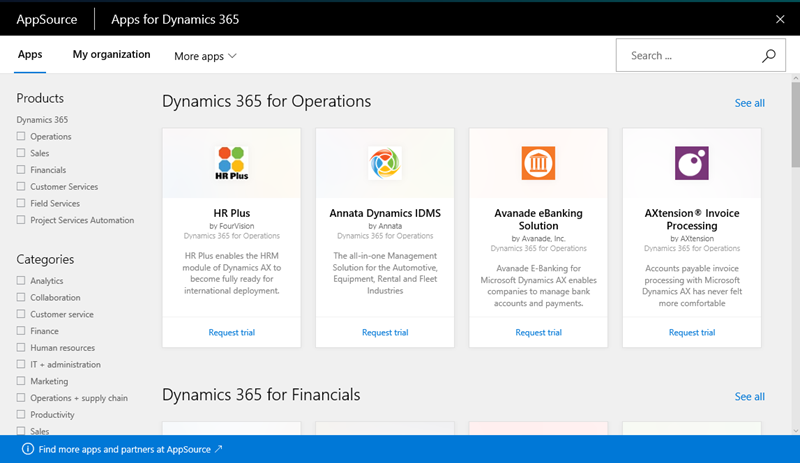 AppSource
Apps for Dynamics 365
Apps
My organization
More apps
Search ...
Products
Dynamics 365
Operations
Sales
Financials
Customer Services
Field Services
Project Services Automation
Categories
Analytics
Collaboration
Customer service
Finance
Human resources
IT + administration
Marketing
Operations + supply chain
Productivity
Sales
Dynamics 365 for Operations
See all
HR Plus
HR Plus
by FourVision
Dynamics 365 for Operations
HR Plus enables the HRM
module of Dynamics AX to
become fully ready for
international deployment.
Request trial
Annata Dynamics IDMS
by Annata
Dynamics 365 for Operations
The all-in-one Management
Solution for the Automotive,
Equipment, Rental and Fleet
Industries
Request trial
Avanade eBanking
Solution
by Avanade, Inc.
Dynamics 365 for Operations
Avanade E-Banking for
Microsoft Dynamics AX enables
companies to manage bank
accounts and payments.
Request trial
AXtension® Invoice
Processing
by AXtension
Dynamics 365 for Operations
Accounts payable invoice
processing with Microsoft
Dynamics AX has never felt
more comfortable
Request trial
Dynamics 365 for Financials
See all
Find more apps and partners at AppSource